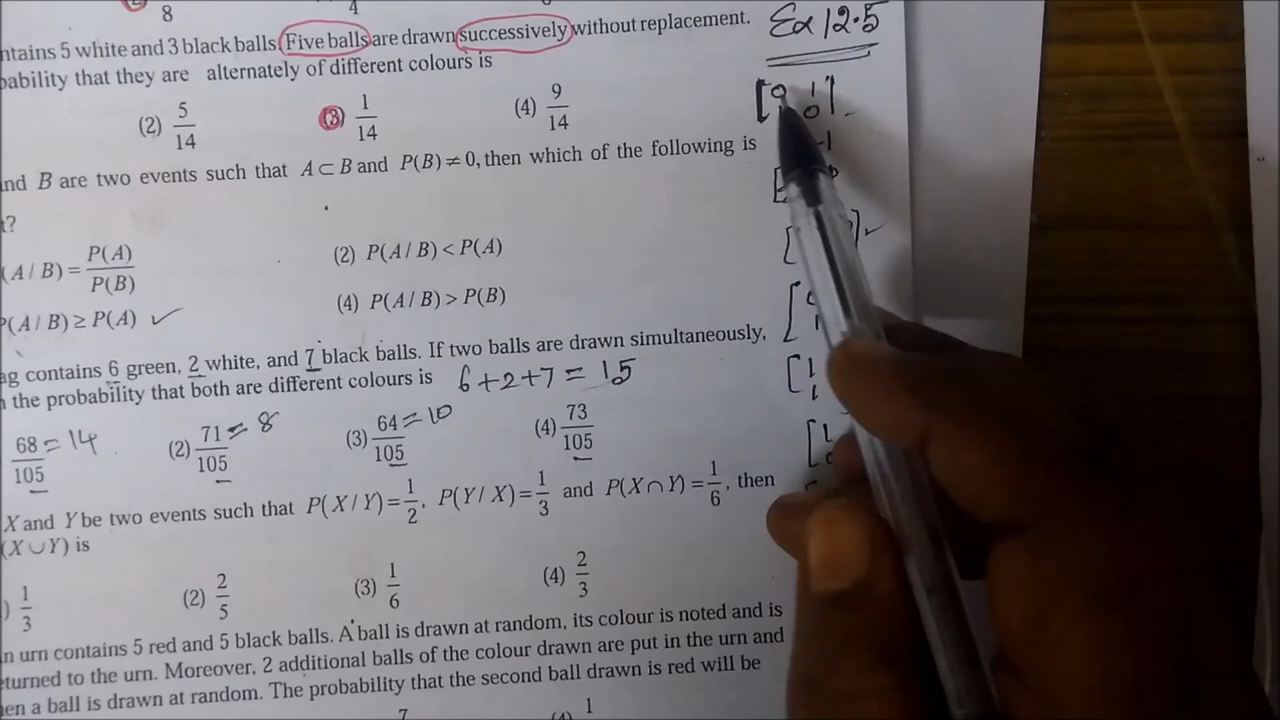 8 4
ntains 5 white and 3 black balls. Five balls are drawn successively without replacement. Ex 12.5
bability that they are alternately of different colours is
(2) 5/14 (3) 1/14 (4) 9/14
nd B are two events such that A ⊂ B and P(B) ≠ 0, then which of the following is
t?
(A / B) = P(A)/P(B) (2) P(A / B) < P(A)
P(A / B) ≥ P(A) ✓ (4) P(A / B) > P(B)
ag contains 6 green, 2 white, and 7 black balls. If two balls are drawn simultaneously,
the probability that both are different colours is 6+2+7 = 15
68/105 = 14 (2) 71/105 = 8 (3) 64/105 = 10 (4) 73/105
X and Y be two events such that P(X / Y) = 1/2, P(Y / X) = 1/3 and P(X ∩ Y) = 1/6, then
(X ∪ Y) is
) 1/3 (2) 2/5 (3) 1/6 (4) 2/3
n urn contains 5 red and 5 black balls. A ball is drawn at random, its colour is noted and is
eturned to the urn. Moreover, 2 additional balls of the colour drawn are put in the urn and
en a ball is drawn at random. The probability that the second ball drawn is red will be
7 (4) 1